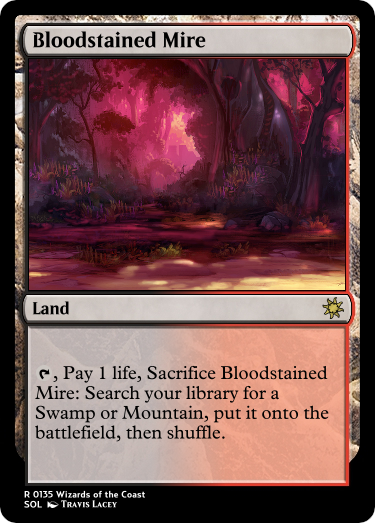 Bloodstained Mire
Land
, Pay 1 life, Sacrifice Bloodstained
Mire: Search your library for a
Swamp or Mountain, put it onto the
battlefield, then shuffle.
R 0135 Wizards of the Coast
SOL Travis Lacey